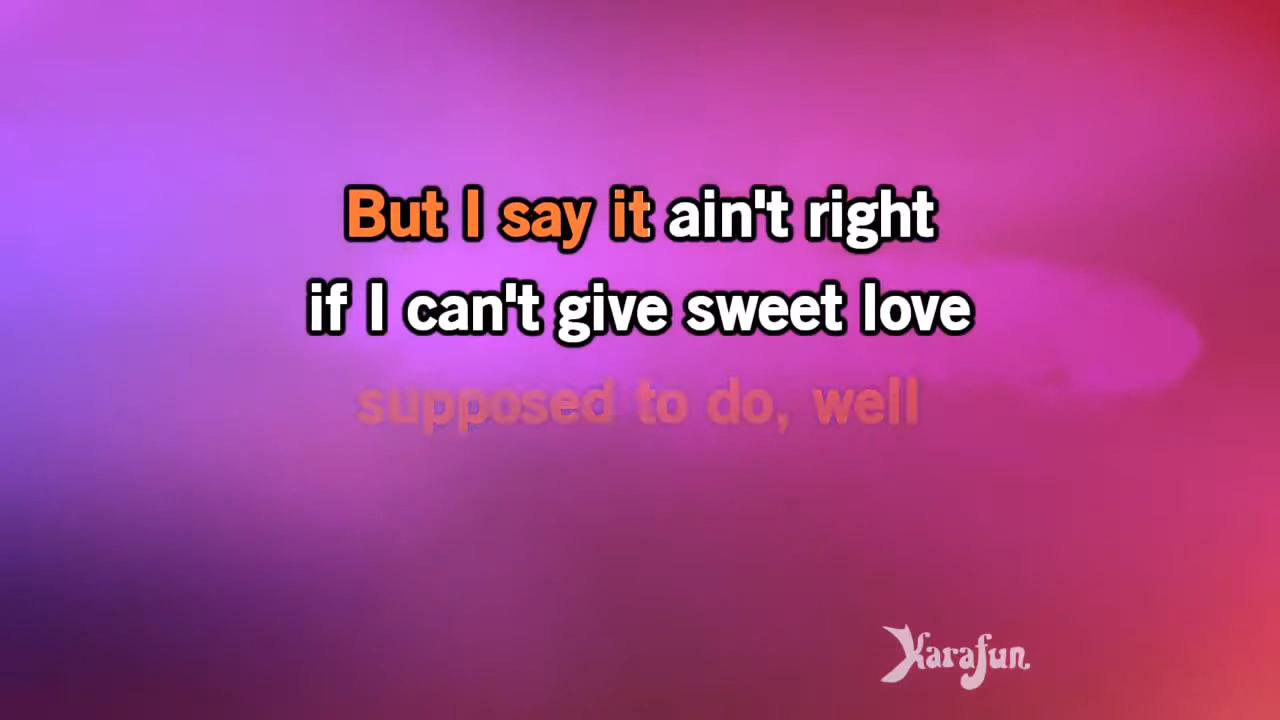 But I say it ain't right
if I can't give sweet love
supposed to do, well
Karafun